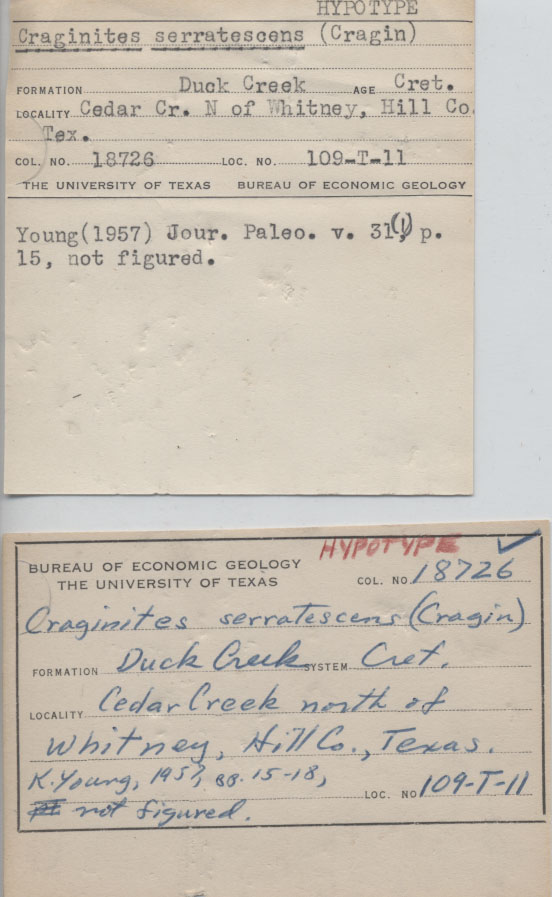 HYPOTYPE
Craginites serratescens (Cragin)
FORMATION Duck Creek AGE Cret.
LOCALITY Cedar Cr. N of Whitney, Hill Co.
Tex.
COL. NO. 18726 LOC. NO. 109-T-11
THE UNIVERSITY OF TEXAS BUREAU OF ECONOMIC GEOLOGY
Young(1957) Jour. Paleo. v. 31(1) p.
15, not figured.
HYPOTYPE
BUREAU OF ECONOMIC GEOLOGY
THE UNIVERSITY OF TEXAS COL. NO. 18726
Craginites serratescens (Cragin)
FORMATION Duck Creek SYSTEM Cret.
LOCALITY Cedar Creek north of
Whitney, Hill Co., Texas.
K. Young, 1957, pp. 15-18,
LOC. NO. 109-T-11
not figured.